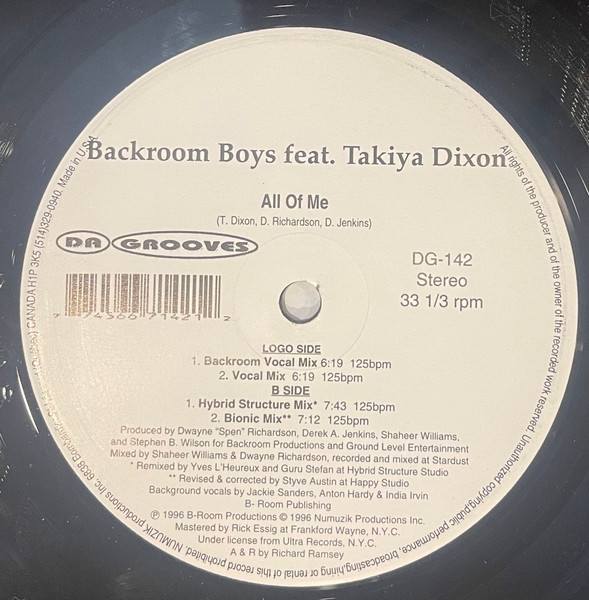 Backroom Boys feat. Takiya Dixon
All Of Me
(T. Dixon, D. Richardson, D. Jenkins)
DA GROOVES
DG-142
Stereo
33 1/3 rpm
7 74560 71421 2
LOGO SIDE
1. Backroom Vocal Mix 6:19 125bpm
2. Vocal Mix 6:19 125bpm
B SIDE
1. Hybrid Structure Mix* 7:43 125bpm
2. Bionic Mix** 7:12 125bpm
Produced by Dwayne "Spen" Richardson, Derek A. Jenkins, Shaheer Williams,
and Stephen B. Wilson for Backroom Productions and Ground Level Entertainment
Mixed by Shaheer Williams & Dwayne Richardson, recorded and mixed at Stardust
* Remixed by Yves L'Heureux and Guru Stefan at Hybrid Structure Studio
** Revised & corrected by Styve Austin at Happy Studio
Background vocals by Jackie Sanders, Anton Hardy & India Irvin
B- Room Publishing
℗ 1996 B-Room Productions © 1996 Numuzik Productions Inc.
Mastered by Rick Essig at Frankford Wayne, N.Y.C.
Under license from Ultra Records, N.Y.C.
A & R by Richard Ramsey
All rights of the producer and of the owner of the recorded work reserved. Unauthorized copying, public performance, broadcasting, hiring or rental of this record prohibited. NUMUZIK productions Inc. 6838 CANADA H1P 3K5 (514)329-0940. Made in U.S.A